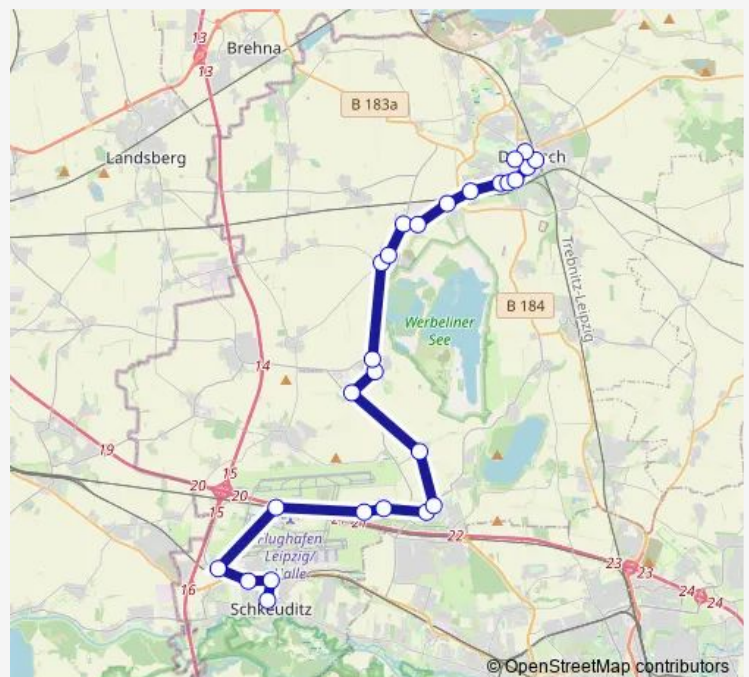 13
13
Brehna
B 183a
Landsberg
Trebnitz-Leipzig
B 184
Werbeliner
See
14
19
15
20
20
15
22
Flughafen
Leipzig/
23
23
16
24
24
Schkeuditz
© OpenStreetMap contributors